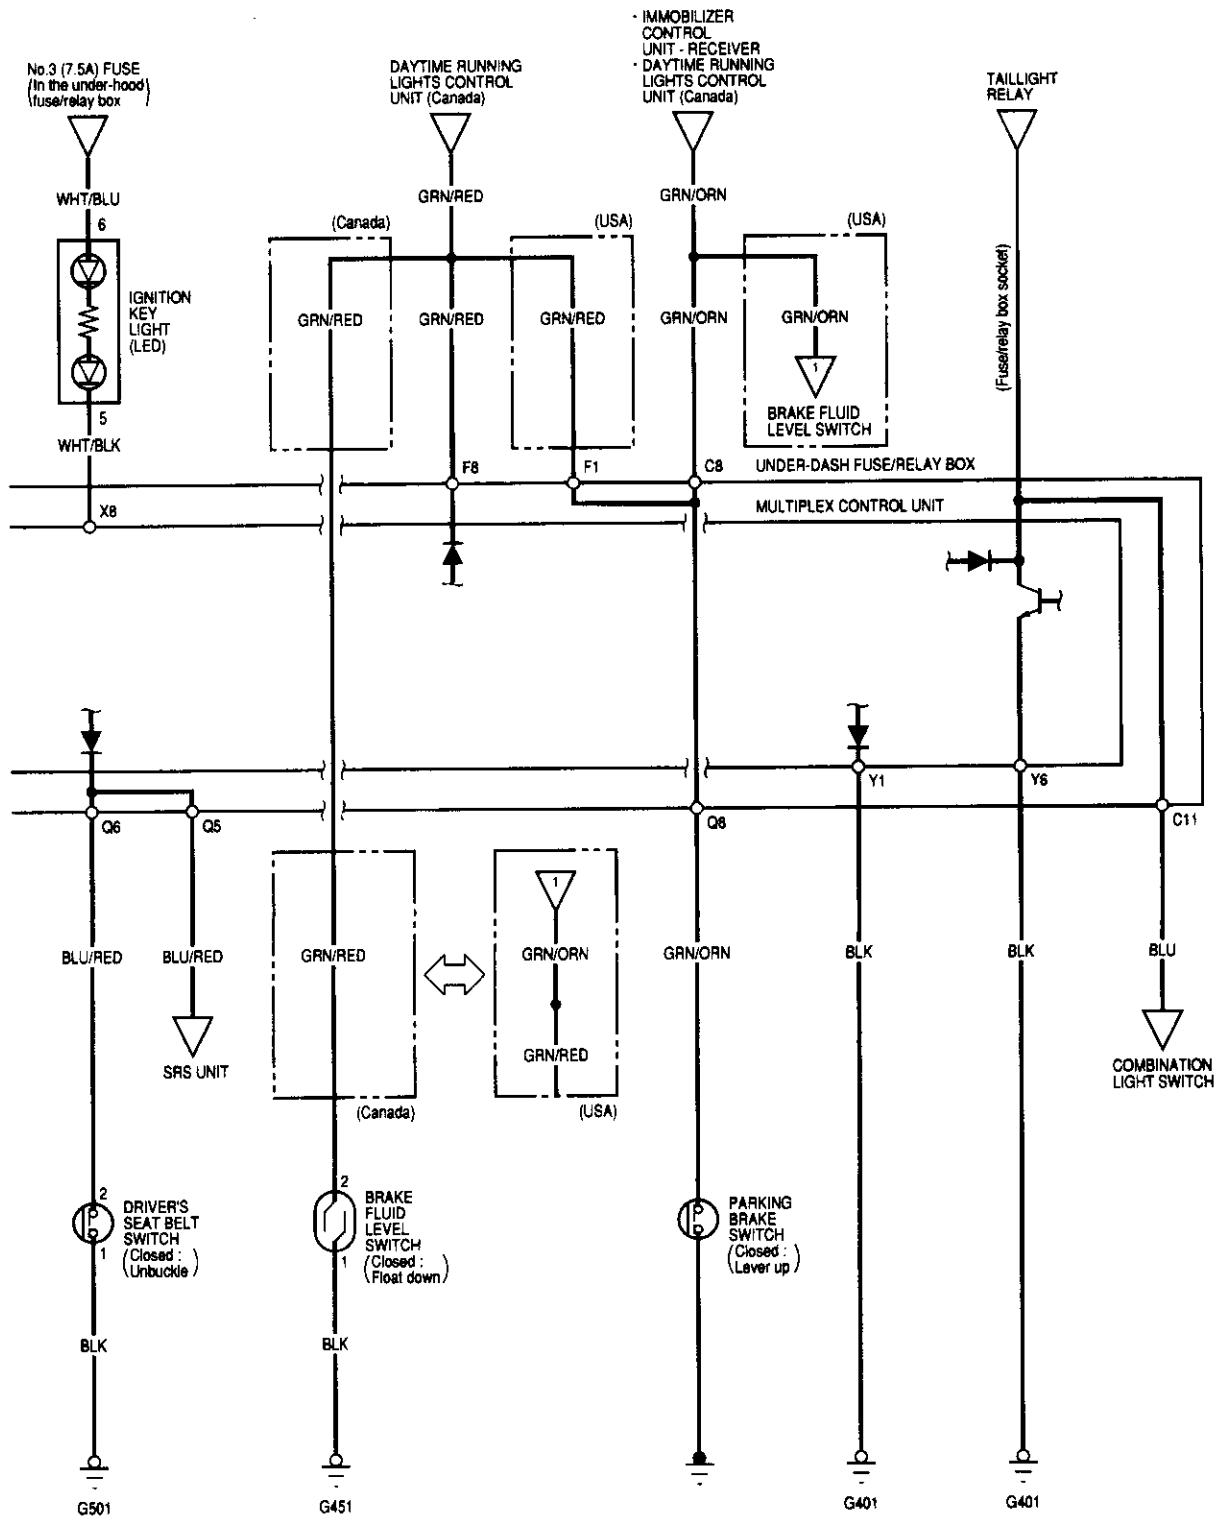 No.3 (7.5A) FUSE
(In the under-hood
fuse/relay box)
DAYTIME RUNNING
LIGHTS CONTROL
UNIT (Canada)
· IMMOBILIZER
CONTROL
UNIT - RECEIVER
· DAYTIME RUNNING
LIGHTS CONTROL
UNIT (Canada)
TAILLIGHT
RELAY
WHT/BLU
6
IGNITION
KEY
LIGHT
(LED)
5
WHT/BLK
X8
GRN/RED
(Canada)
(USA)
GRN/RED
GRN/RED
GRN/RED
GRN/ORN
(USA)
GRN/ORN
GRN/ORN
1
BRAKE FLUID
LEVEL SWITCH
(Fuse/relay box socket)
F8
F1
C8
UNDER-DASH FUSE/RELAY BOX
MULTIPLEX CONTROL UNIT
Q6
Q5
Q8
Y1
Y6
C11
BLU/RED
BLU/RED
SRS UNIT
GRN/RED
(Canada)
1
GRN/ORN
GRN/RED
(USA)
GRN/ORN
BLK
BLK
BLU
COMBINATION
LIGHT SWITCH
2
DRIVER'S
SEAT BELT
SWITCH
(Closed :
Unbuckle)
1
2
BRAKE
FLUID
LEVEL
SWITCH
(Closed :
Float down)
1
PARKING
BRAKE
SWITCH
(Closed :
Lever up)
BLK
BLK
G501
G451
G401
G401